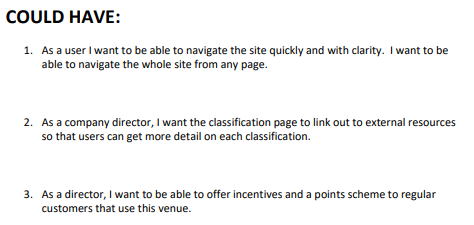 COULD HAVE:
1. As a user I want to be able to navigate the site quickly and with clarity.  I want to be
able to navigate the whole site from any page.
2. As a company director, I want the classification page to link out to external resources
so that users can get more detail on each classification.
3. As a director, I want to be able to offer incentives and a points scheme to regular
customers that use this venue.